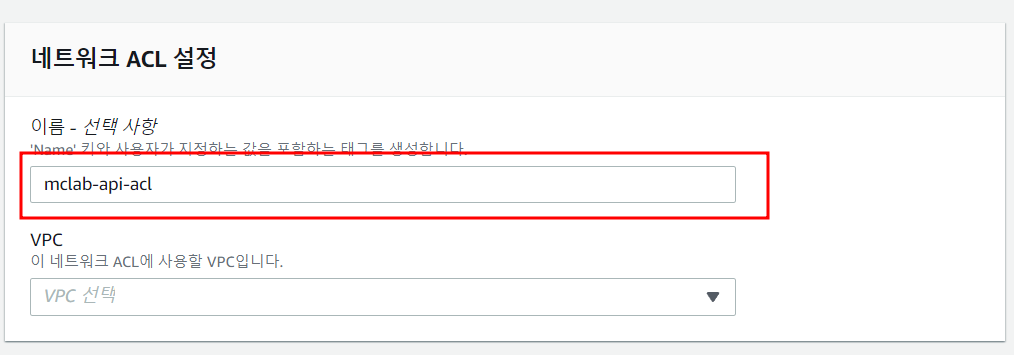 네트워크 ACL 설정
이름 - 선택 사항
'Name' 키와 사용자가 지정하는 값을 포함하는 태그를 생성합니다.
mclab-api-acl
VPC
이 네트워크 ACL에 사용할 VPC입니다.
VPC 선택